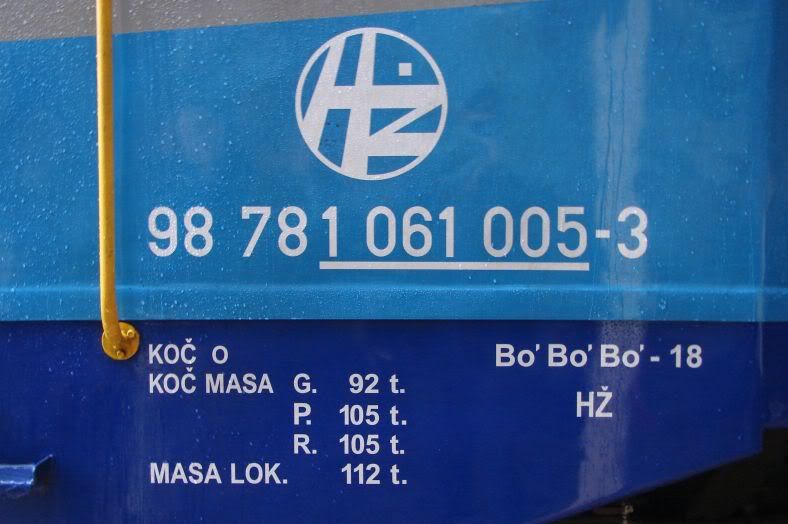 HŽ
98 781 061 005-3
KOČ O
KOČ MASA G. 92 t.
P. 105 t.
R. 105 t.
MASA LOK. 112 t.
Bo' Bo' Bo' - 18
HŽ